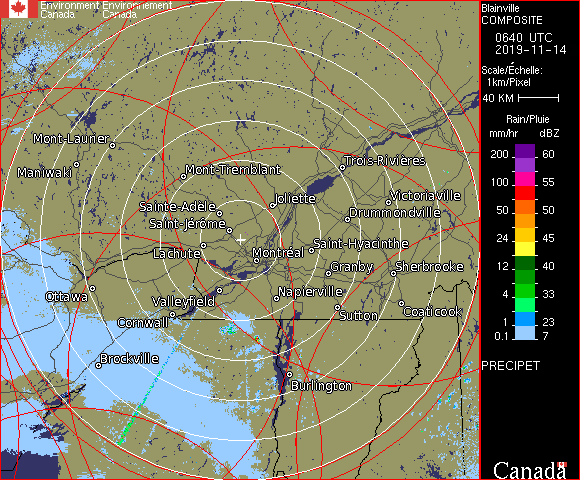 Environment Environnement
Canada Canada
Blainville
COMPOSITE
0640 UTC
2019-11-14
Scale/Échelle:
1km/Pixel
40 KM
Rain/Pluie
mm/hr dBZ
200 60
100 55
50 50
24 45
12 40
4 33
1 23
0.1 7
PRECIPET
Canada
Mont-Laurier
Maniwaki
Mont-Tremblant
Trois-Rivières
Joliette
Victoriaville
Sainte-Adèle
Drummondville
Saint-Jérôme
Lachute
Montréal
Saint-Hyacinthe
Granby
Sherbrooke
Ottawa
Valleyfield
Napierville
Cornwall
Sutton
Coaticook
Brockville
Burlington